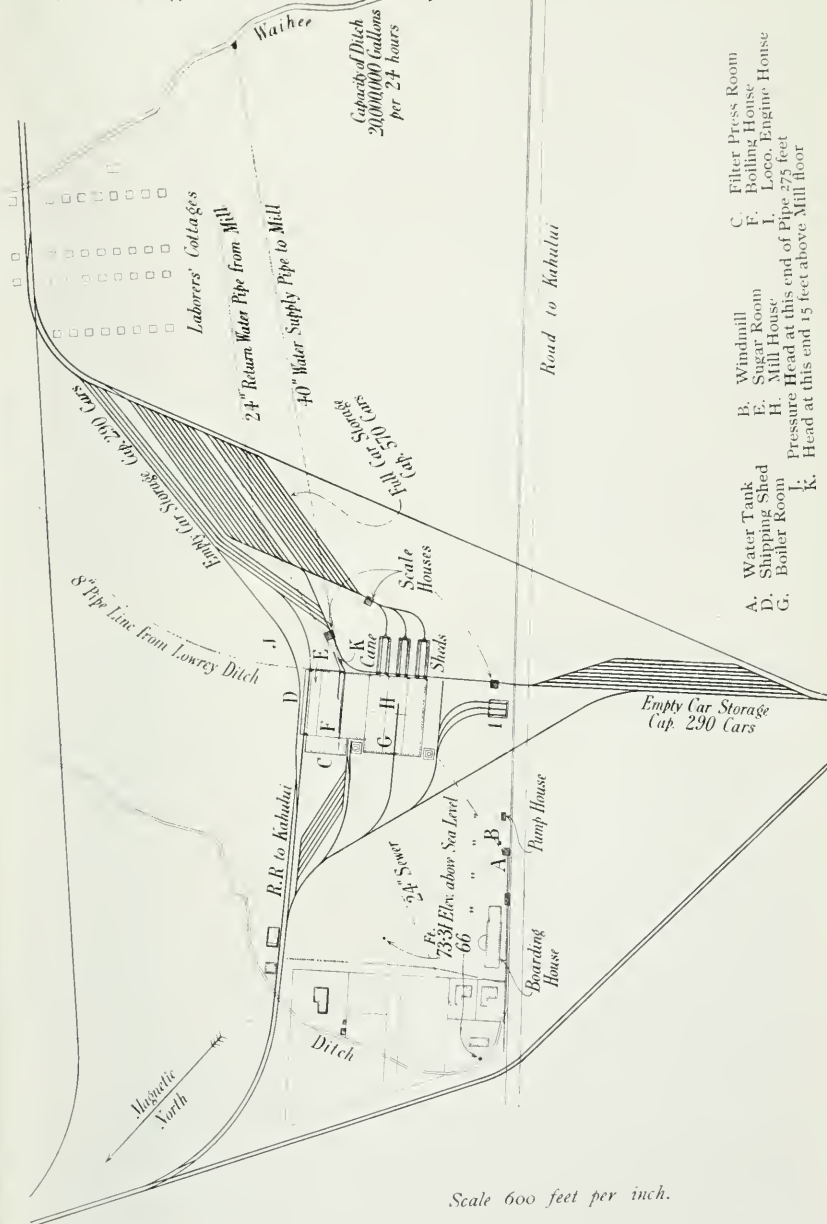 Waihee
Capacity of Ditch
20,000,000 Gallons
per 24 hours
Laborers' Cottages
24" Return Water Pipe from Mill
40" Water Supply Pipe to Mill
Road to Kahului
Empty Car Storage Cap. 290 Cars
Full Car Storage
Cap. 570 Cars
8" Pipe Line from Lowrey Ditch
Scale
Houses
J
K
Cane
Sheds
D
E
F
C
G
H
I
R.R to Kahului
Empty Car Storage
Cap. 290 Cars
24" Sewer
Ft.
73.31 Elev. above Sea Level
66 " " " "
A
B
Pump House
Boarding
House
Ditch
Magnetic
North
A. Water Tank B. Windmill C. Filter Press Room
D. Shipping Shed E. Sugar Room F. Boiling House
G. Boiler Room H. Mill House I. Loco. Engine House
J. Pressure Head at this end of Pipe 275 feet
K. Head at this end 15 feet above Mill floor
Scale 600 feet per inch.